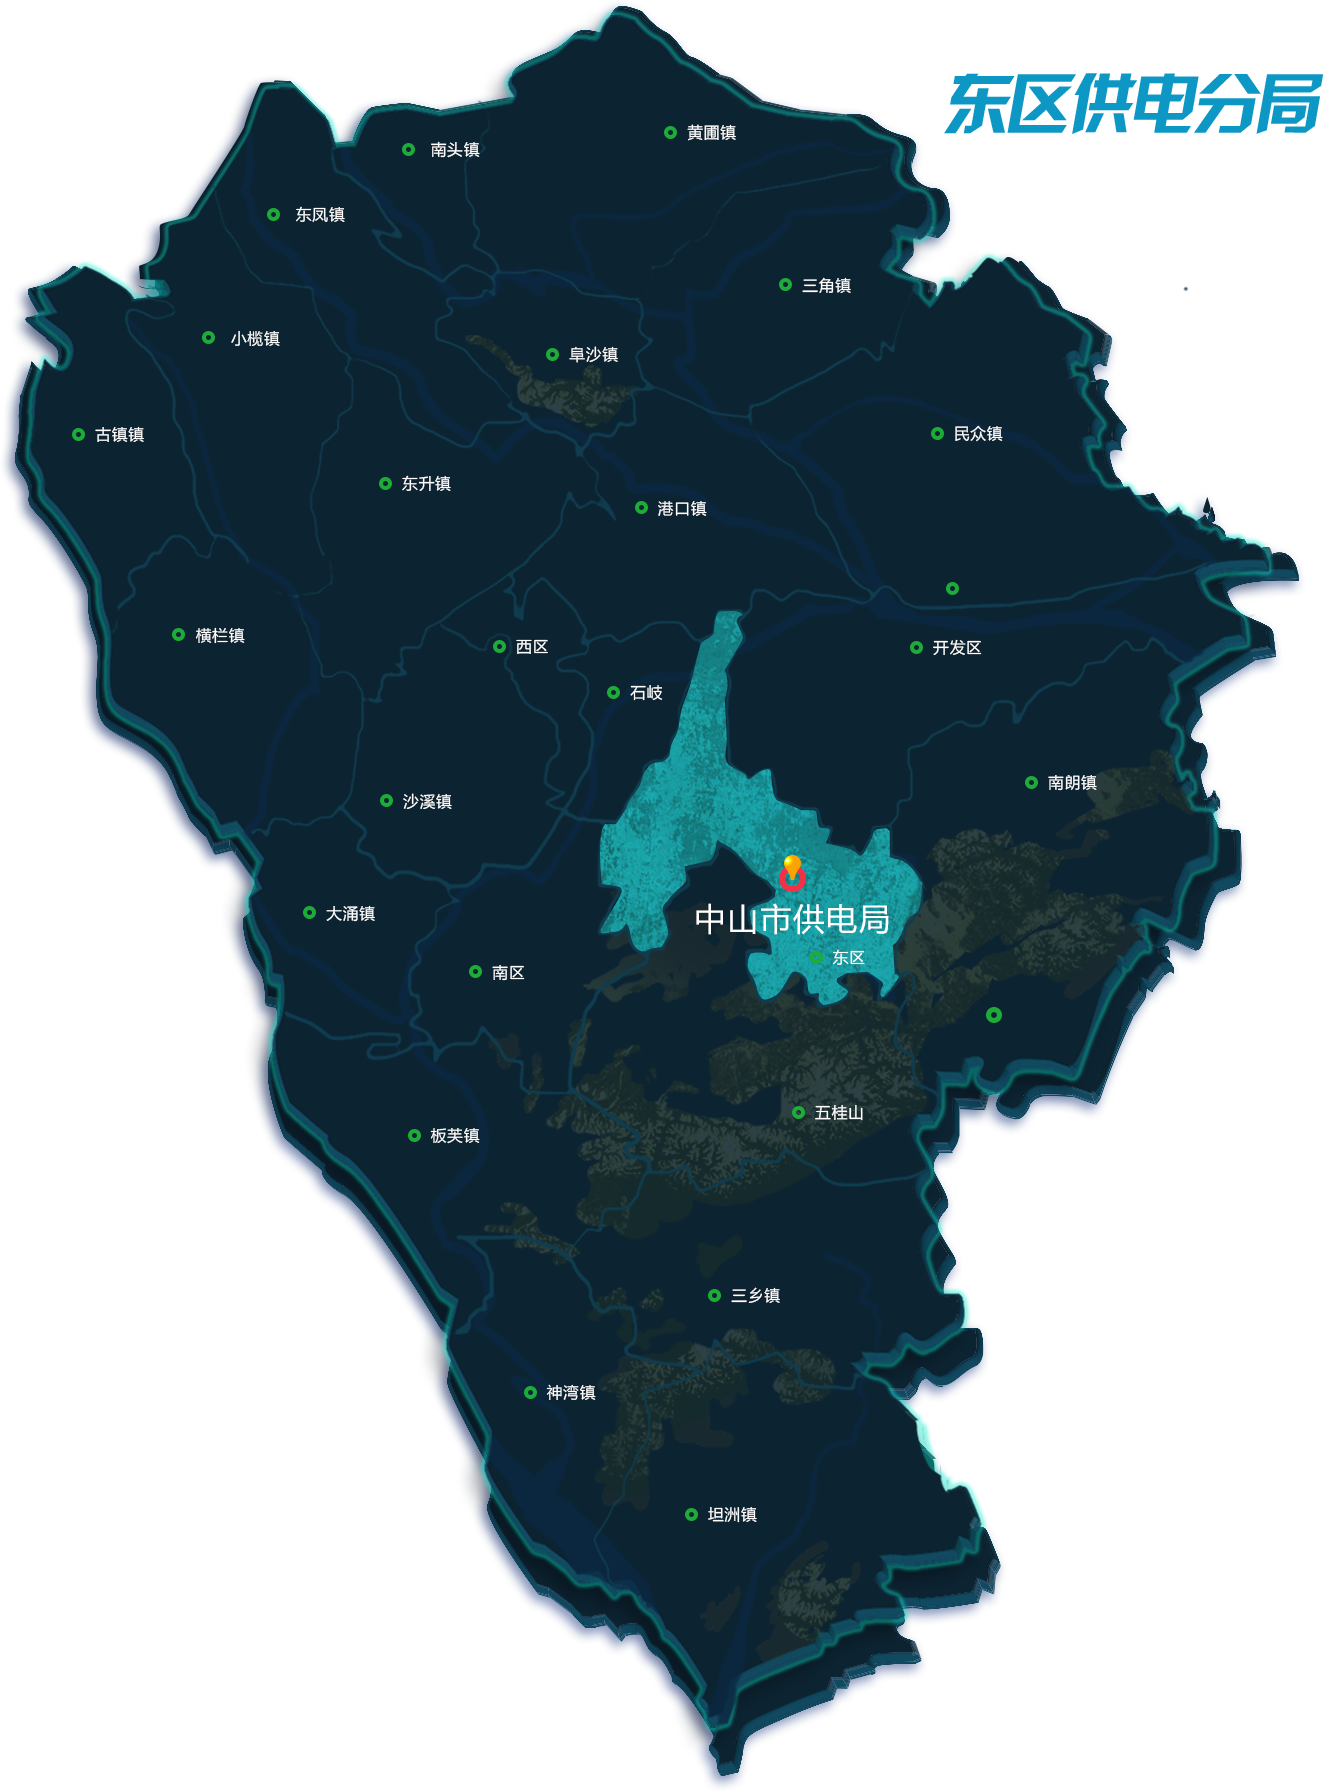 东区供电分局
黄圃镇
南头镇
东凤镇
三角镇
小榄镇
阜沙镇
古镇镇
民众镇
东升镇
港口镇
横栏镇
西区
开发区
石岐
南朗镇
沙溪镇
大涌镇
中山市供电局
东区
南区
五桂山
板芙镇
三乡镇
神湾镇
坦洲镇